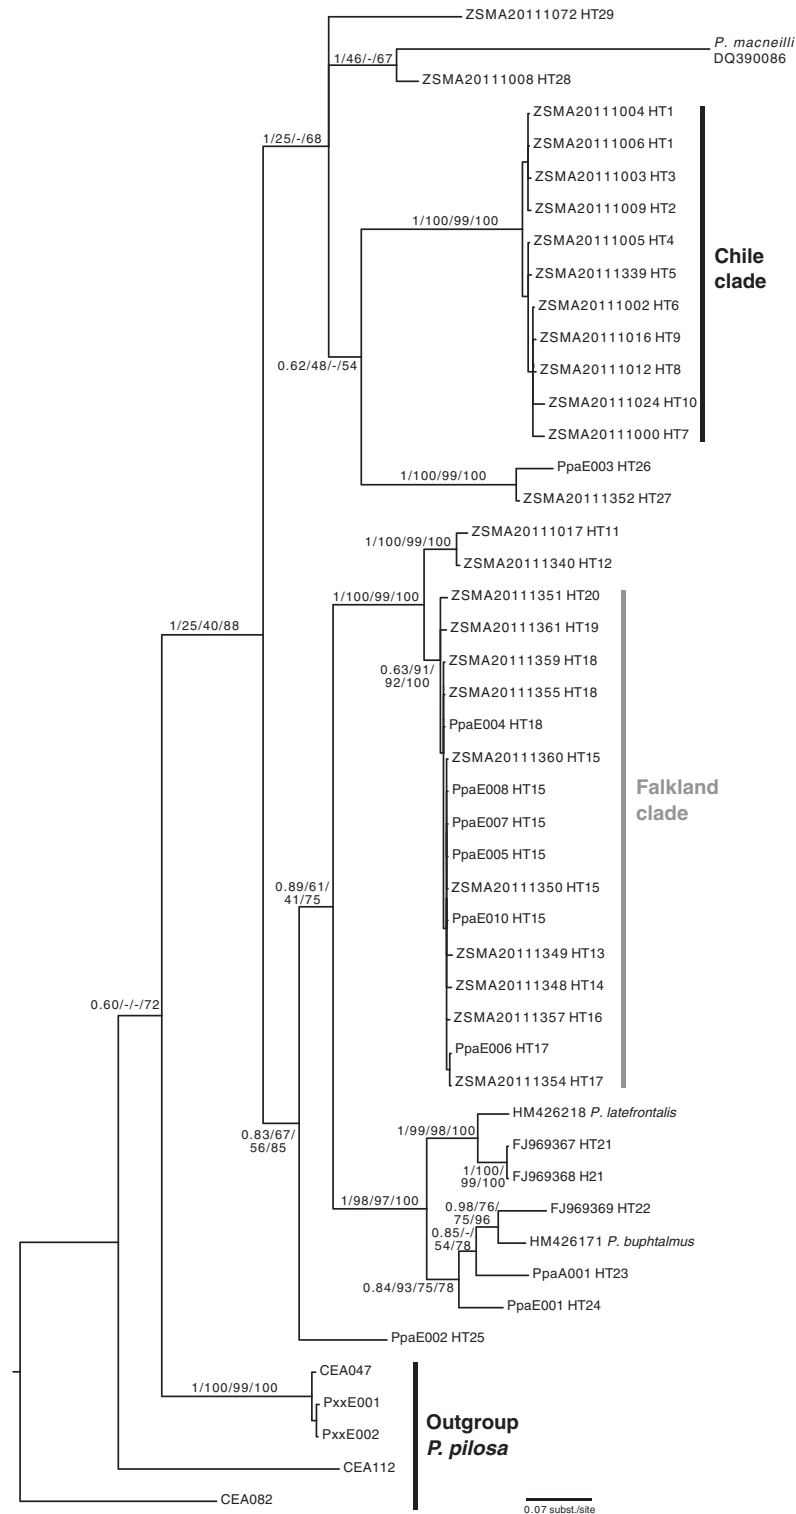 ZSMA20111072 HT29
P. macneilli
DQ390086
1/46/-/67
ZSMA20111008 HT28
ZSMA20111004 HT1
1/25/-/68
ZSMA20111006 HT1
ZSMA20111003 HT3
ZSMA20111009 HT2
1/100/99/100
ZSMA20111005 HT4
Chile
clade
ZSMA20111339 HT5
ZSMA20111002 HT6
ZSMA20111016 HT9
0.62/48/-/54
ZSMA20111012 HT8
ZSMA20111024 HT10
ZSMA20111000 HT7
PpaE003 HT26
1/100/99/100
ZSMA20111352 HT27
ZSMA20111017 HT11
1/100/99/100
ZSMA20111340 HT12
1/100/99/100
ZSMA20111351 HT20
1/25/40/88
ZSMA20111361 HT19
ZSMA20111359 HT18
0.63/91/
92/100
ZSMA20111355 HT18
PpaE004 HT18
ZSMA20111360 HT15
PpaE008 HT15
Falkland
clade
PpaE007 HT15
PpaE005 HT15
0.89/61/
41/75
ZSMA20111350 HT15
PpaE010 HT15
ZSMA20111349 HT13
ZSMA20111348 HT14
0.60/-/-/72
ZSMA20111357 HT16
PpaE006 HT17
ZSMA20111354 HT17
HM426218 P. latefrontalis
0.83/67/
56/85
1/99/98/100
FJ969367 HT21
1/100/
99/100
FJ969368 H21
1/98/97/100
0.98/76/
75/96
FJ969369 HT22
0.85/-/
54/78
HM426171 P. buphtalmus
PpaA001 HT23
0.84/93/75/78
PpaE001 HT24
PpaE002 HT25
CEA047
1/100/99/100
PxxE001
Outgroup
P. pilosa
PxxE002
CEA112
CEA082
0.07 subst./site